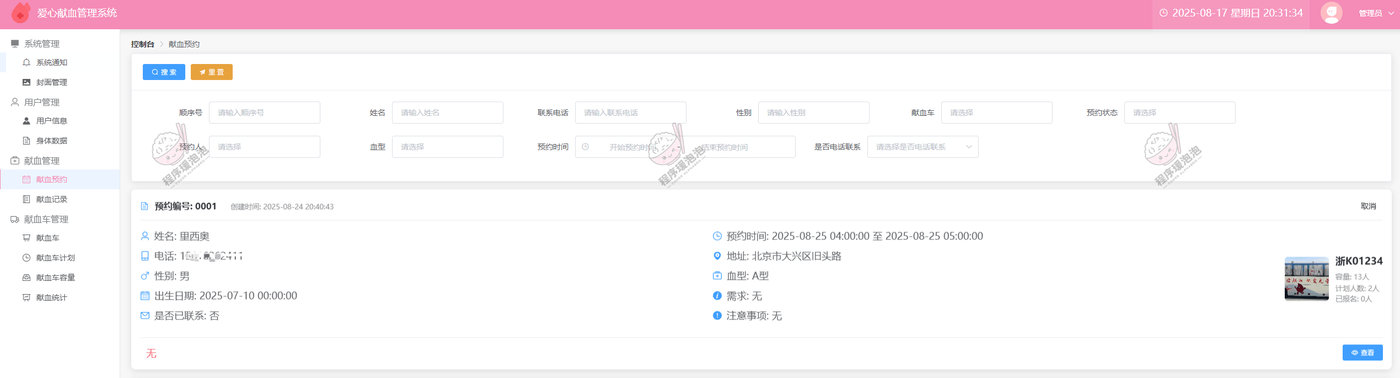 爱心献血管理系统
2025-08-17 星期日 20:31:34
管理员
系统管理
系统通知
封面管理
用户管理
用户信息
身体数据
献血管理
献血预约
献血记录
献血车管理
献血车
献血车计划
献血车容量
献血统计
控制台 > 献血预约
搜索 重置
顺序号 请输入顺序号 姓名 请输入姓名 联系电话 请输入联系电话 性别 请输入性别 献血车 请选择 预约状态 请选择
预约人 请选择 血型 请选择 预约时间 开始预约时间 结束预约时间 是否电话联系 请选择是否电话联系
程序媛泡泡 程序媛泡泡 程序媛泡泡
预约编号: 0001 创建时间: 2025-08-24 20:40:43 取消
姓名: 里西奥
电话:
性别: 男
出生日期: 2025-07-10 00:00:00
是否已联系: 否
预约时间: 2025-08-25 04:00:00 至 2025-08-25 05:00:00
地址: 北京市大兴区旧头路
血型: A型
需求: 无
注意事项: 无
浙K01234
容量: 13人
计划人数: 2人
已报名: 0人
无
查看